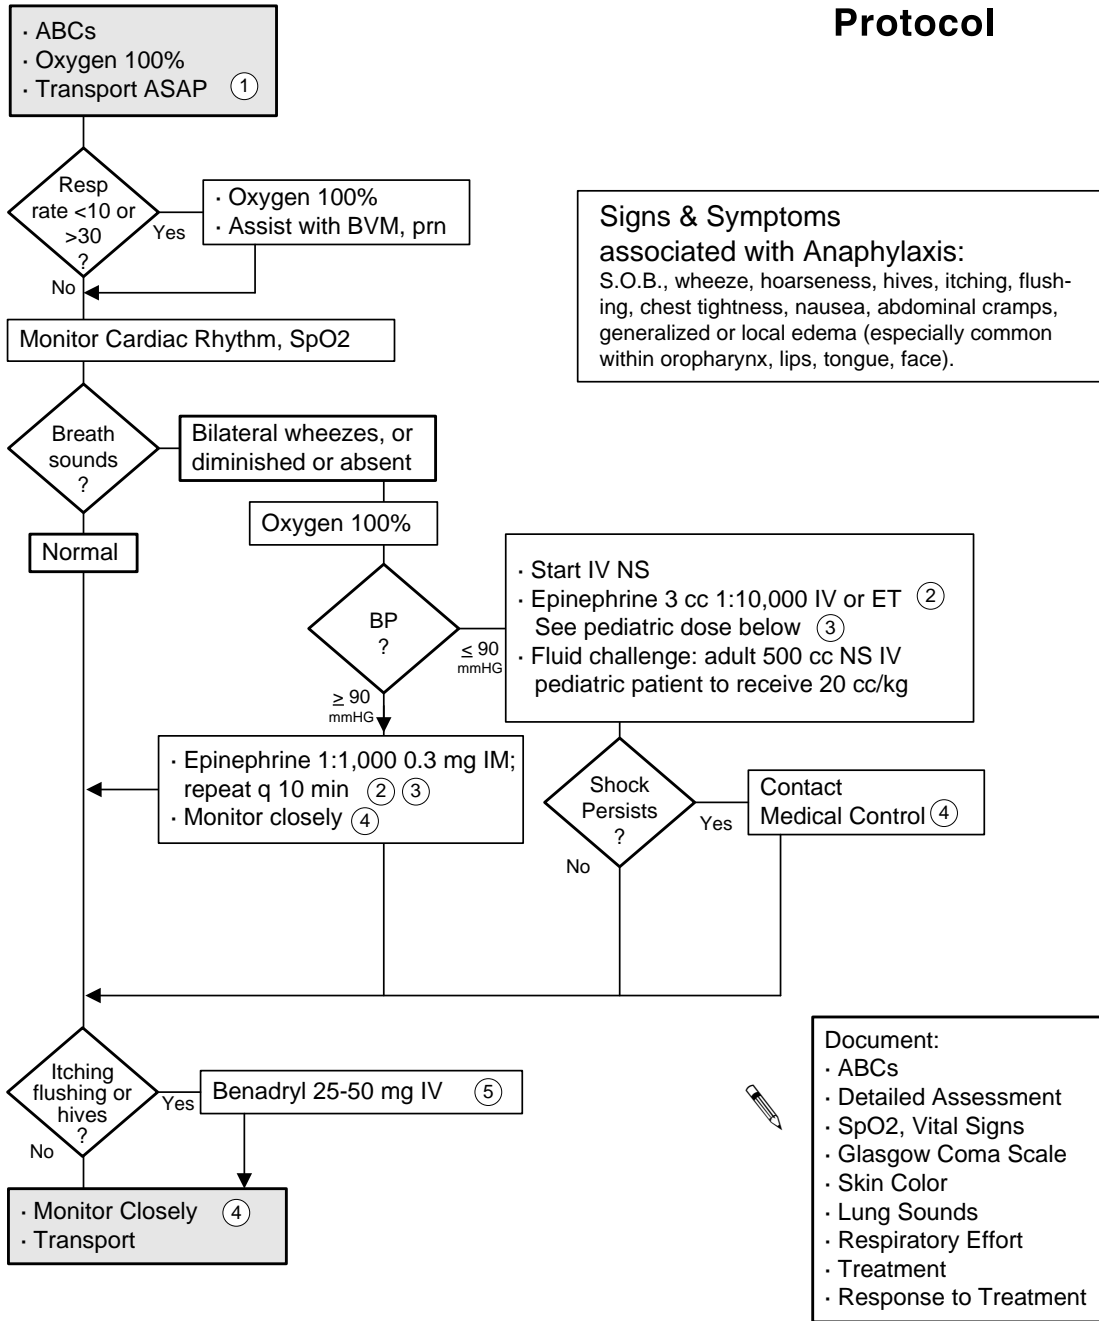 Protocol
· ABCs
· Oxygen 100%
· Transport ASAP ①
Resp
rate <10 or
>30
?
Yes
No
· Oxygen 100%
· Assist with BVM, prn
Signs & Symptoms
associated with Anaphylaxis:
S.O.B., wheeze, hoarseness, hives, itching, flush-
ing, chest tightness, nausea, abdominal cramps,
generalized or local edema (especially common
within oropharynx, lips, tongue, face).
Monitor Cardiac Rhythm, SpO2
Breath
sounds
?
Bilateral wheezes, or
diminished or absent
Oxygen 100%
Normal
BP
?
≤ 90
mmHG
≥ 90
mmHG
· Start IV NS
· Epinephrine 3 cc 1:10,000 IV or ET ②
See pediatric dose below ③
· Fluid challenge: adult 500 cc NS IV
pediatric patient to receive 20 cc/kg
· Epinephrine 1:1,000 0.3 mg IM;
repeat q 10 min ② ③
· Monitor closely ④
Shock
Persists
?
Yes
No
Contact
Medical Control ④
Itching
flushing or
hives
?
Yes
No
Benadryl 25-50 mg IV ⑤
· Monitor Closely ④
· Transport
Document:
· ABCs
· Detailed Assessment
· SpO2, Vital Signs
· Glasgow Coma Scale
· Skin Color
· Lung Sounds
· Respiratory Effort
· Treatment
· Response to Treatment